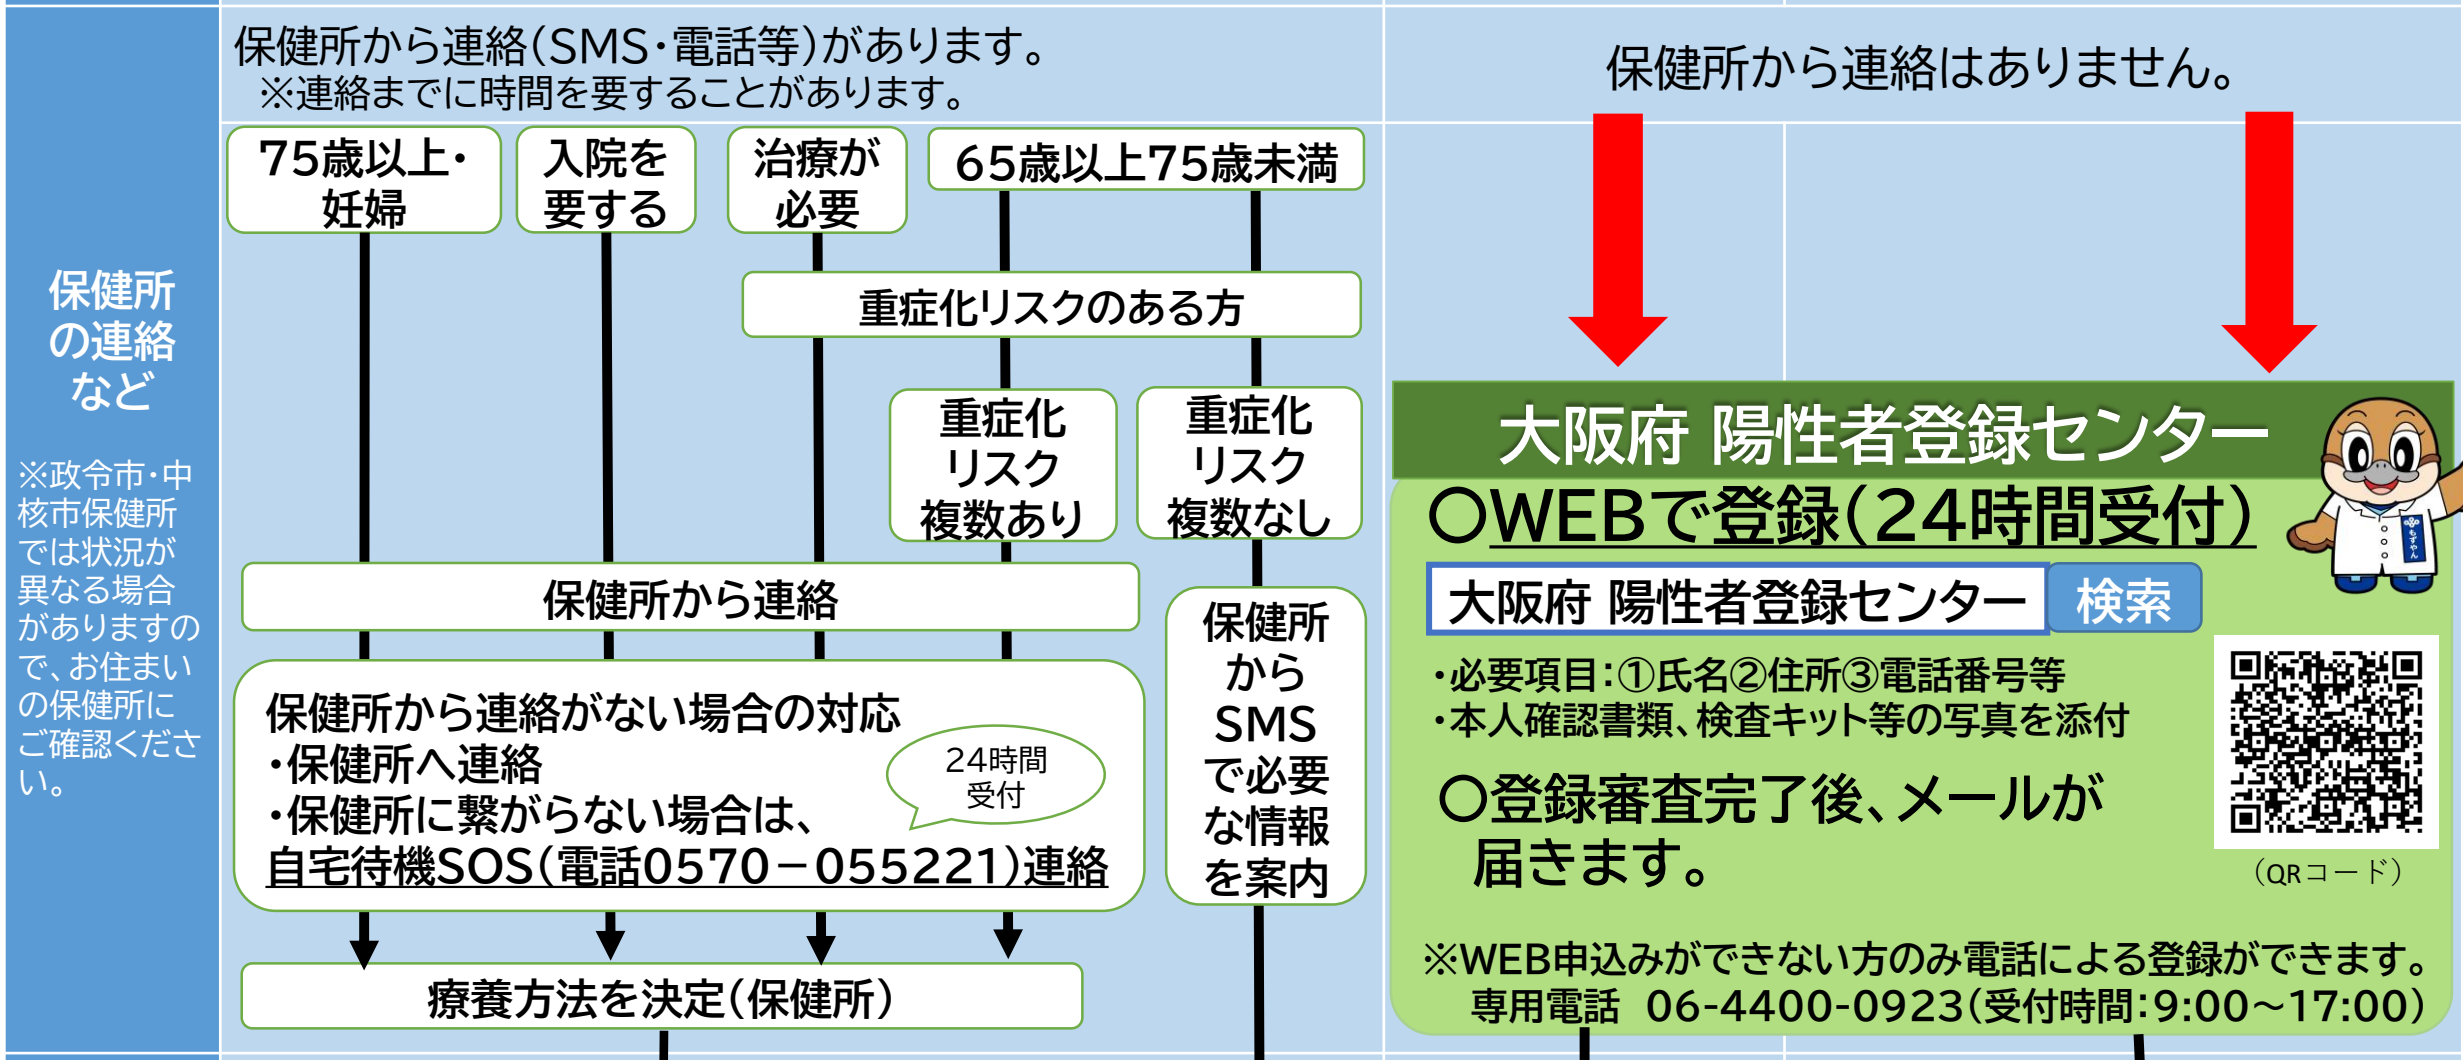 保健所
の連絡
など
※政令市・中
核市保健所
では状況が
異なる場合
がありますの
で、お住まい
の保健所に
ご確認くださ
い。
保健所から連絡(SMS・電話等)があります。
※連絡までに時間を要することがあります。
75歳以上・
妊婦
入院を
要する
治療が
必要
65歳以上75歳未満
重症化リスクのある方
重症化
リスク
複数あり
重症化
リスク
複数なし
保健所から連絡
保健所から連絡がない場合の対応
・保健所へ連絡
・保健所に繋がらない場合は、
自宅待機SOS(電話0570-055221)連絡
24時間
受付
保健所
から
SMS
で必要
な情報
を案内
療養方法を決定(保健所)
保健所から連絡はありません。
大阪府 陽性者登録センター
〇WEBで登録(24時間受付)
大阪府 陽性者登録センター 検索
・必要項目:①氏名②住所③電話番号等
・本人確認書類、検査キット等の写真を添付
〇登録審査完了後、メールが
届きます。
もずやん
(QRコード)
※WEB申込みができない方のみ電話による登録ができます。
専用電話 06-4400-0923(受付時間:9:00~17:00)